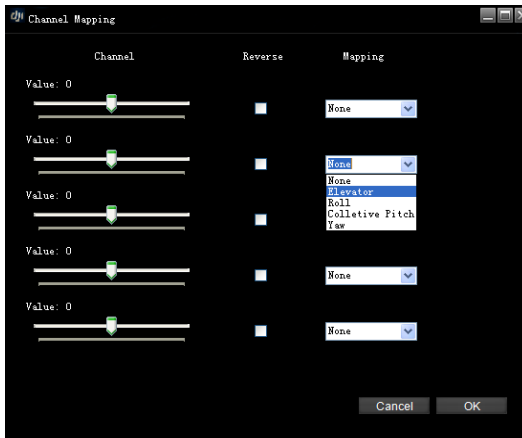 dji Channel Mapping
Channel Reverse Mapping
Value: 0
None
Value: 0
None
None
Elevator
Roll
Colletive Pitch
Yaw
Value: 0
Value: 0
None
Value: 0
None
Cancel OK